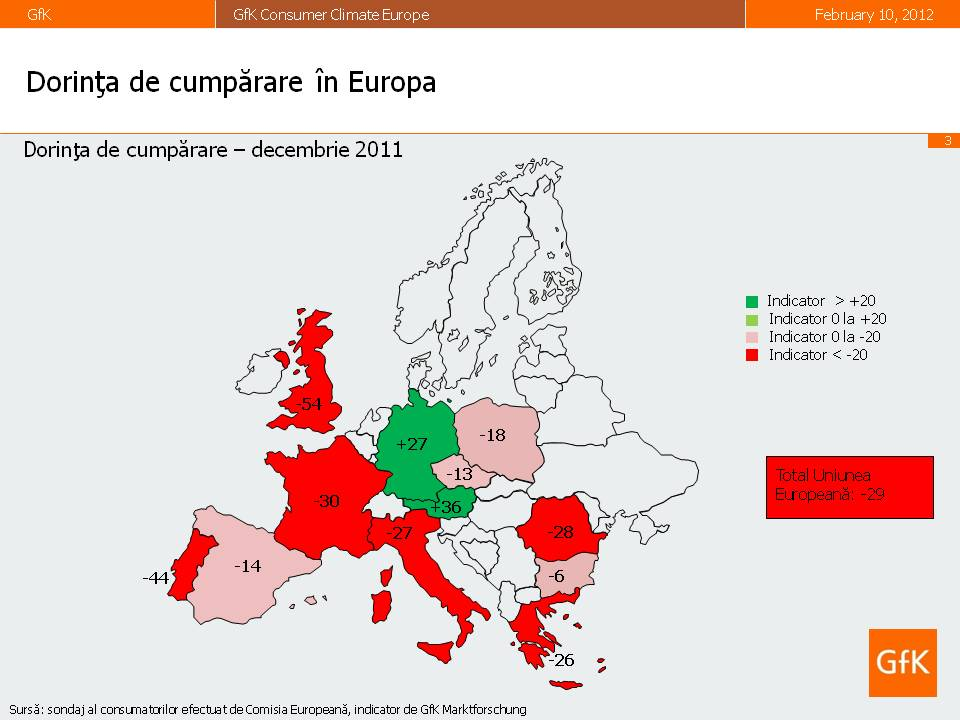 GfK
GfK Consumer Climate Europe
February 10, 2012
Dorinţa de cumpărare în Europa
3
Dorinţa de cumpărare – decembrie 2011
Indicator > +20
Indicator 0 la +20
Indicator 0 la -20
Indicator < -20
-54
+27
-18
-13
Total Uniunea
Europeană: -29
-30
+36
-27
-28
-14
-6
-44
-26
GfK
Sursă: sondaj al consumatorilor efectuat de Comisia Europeană, indicator de GfK Marktforschung